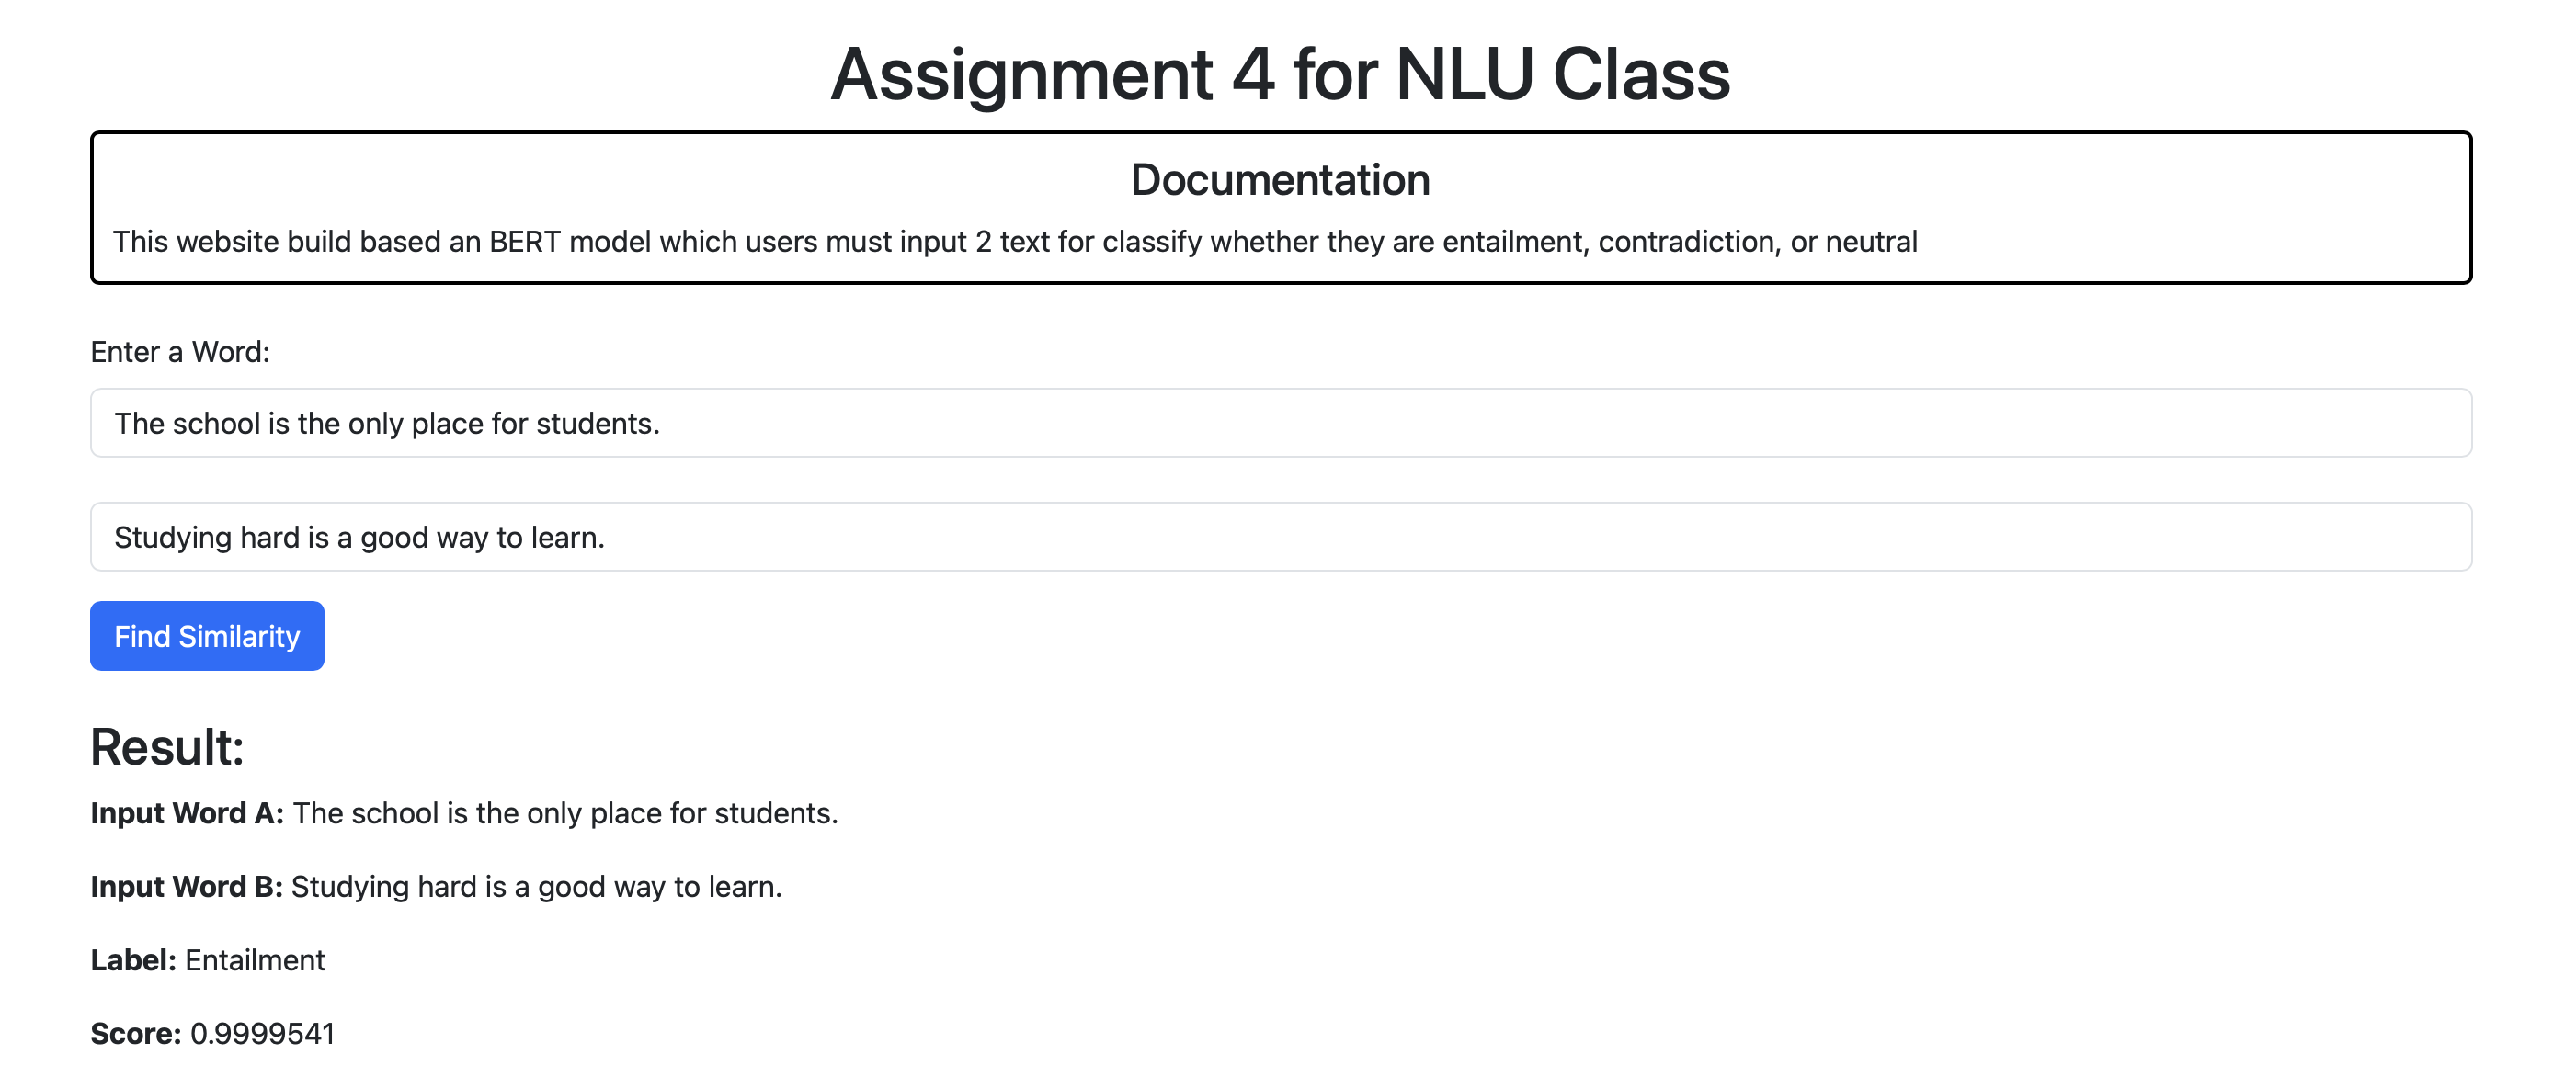 Assignment 4 for NLU Class
Documentation
This website build based an BERT model which users must input 2 text for classify whether they are entailment, contradiction, or neutral
Enter a Word:
The school is the only place for students.
Studying hard is a good way to learn.
Find Similarity
Result:
Input Word A: The school is the only place for students.
Input Word B: Studying hard is a good way to learn.
Label: Entailment
Score: 0.9999541